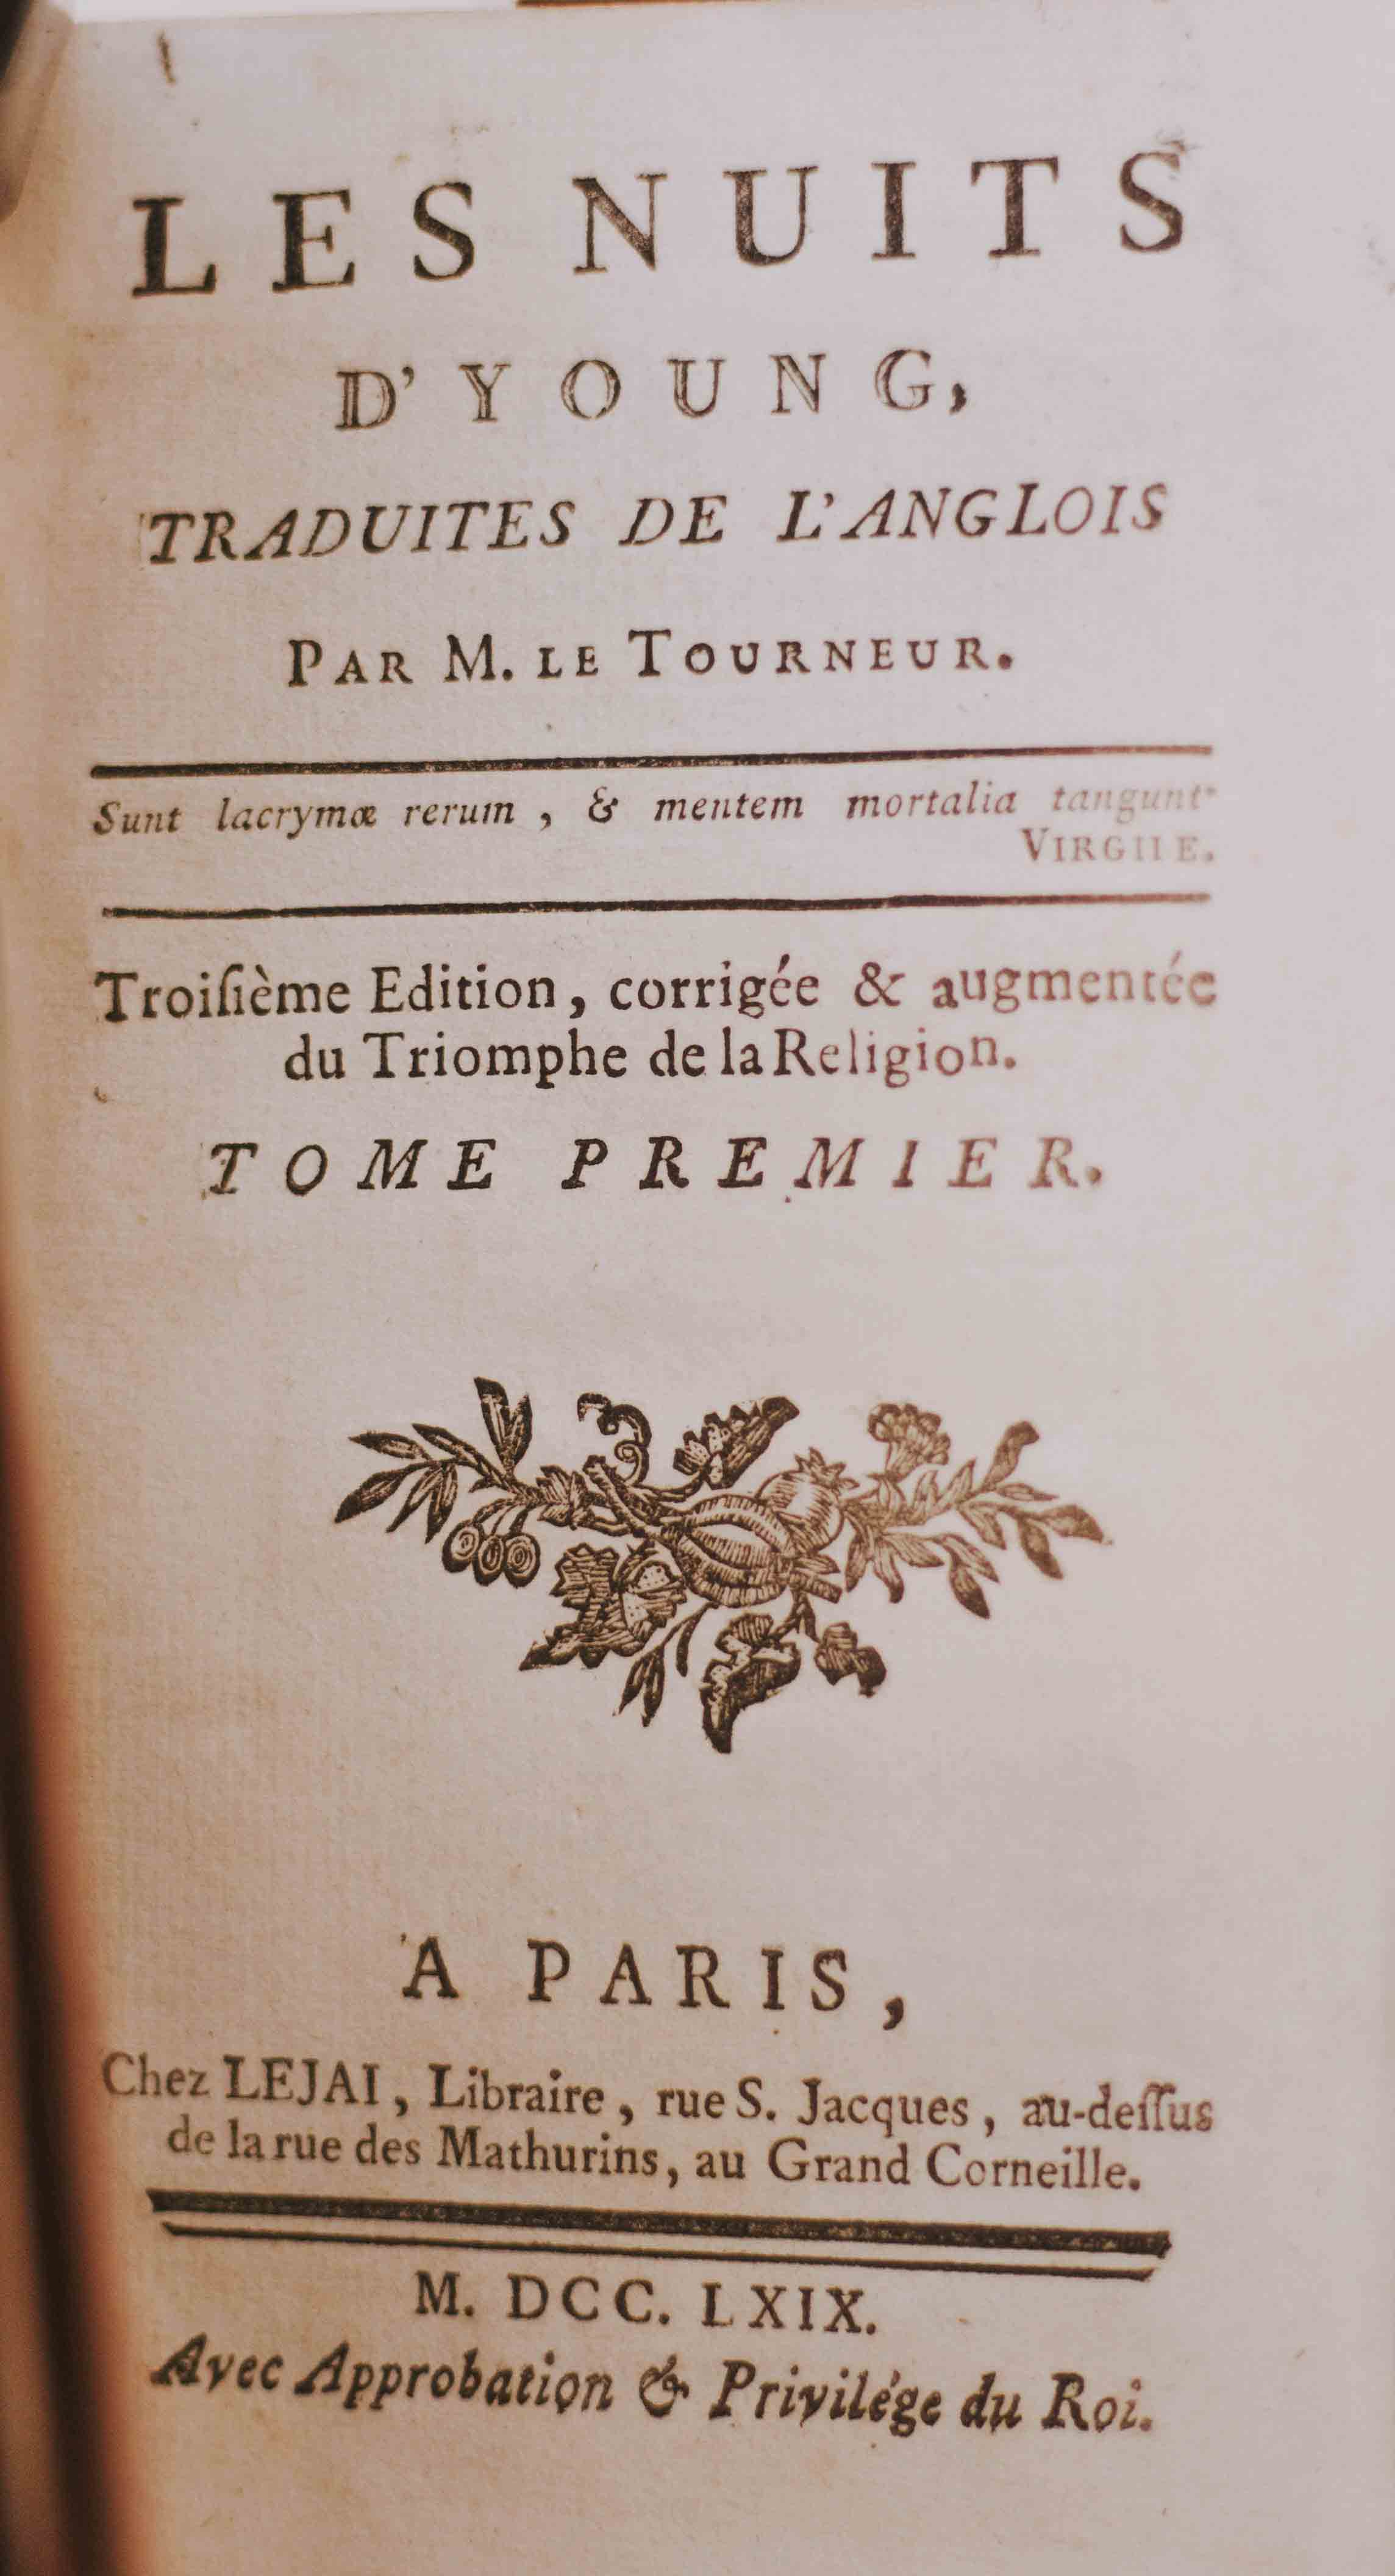 LES NUITS
D'YOUNG,
TRADUITES DE L'ANGLOIS
PAR M. LE TOURNEUR.
Sunt lacrymæ rerum, & mentem mortalia tangunt.
VIRGILE.
Troiſième Edition, corrigée & augmentée
du Triomphe de la Religion.
TOME PREMIER.
A PARIS,
Chez LEJAI, Libraire, rue S. Jacques, au-deſſus
de la rue des Mathurins, au Grand Corneille.
M. DCC. LXIX.
Avec Approbation & Privilége du Roi.